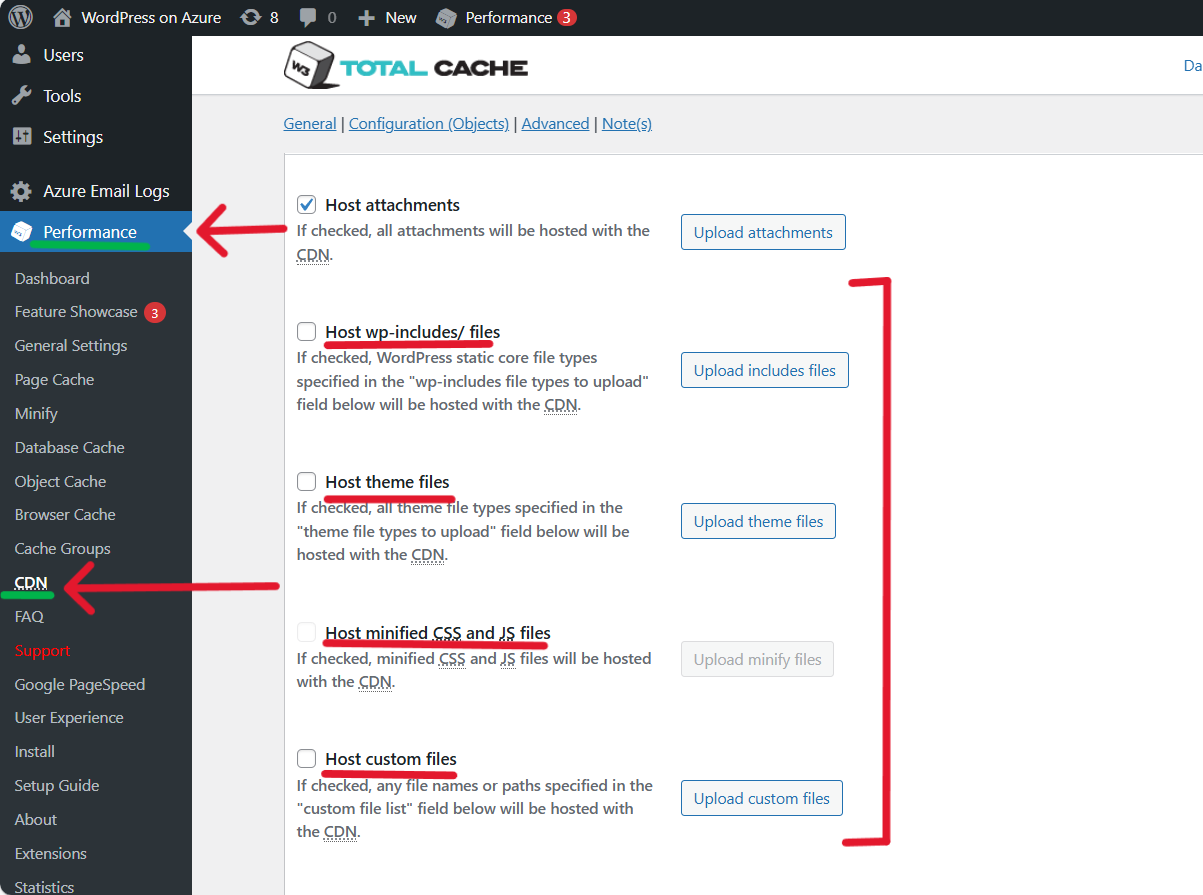 WordPress on Azure 8 0 New Performance 3
Users
Tools
Settings
Azure Email Logs
Performance
Dashboard
Feature Showcase 3
General Settings
Page Cache
Minify
Database Cache
Object Cache
Browser Cache
Cache Groups
CDN
FAQ
Support
Google PageSpeed
User Experience
Install
Setup Guide
About
Extensions
Statistics
W3 TOTAL CACHE
Da
General | Configuration (Objects) | Advanced | Note(s)
Host attachments
If checked, all attachments will be hosted with the
CDN.
Upload attachments
Host wp-includes/ files
If checked, WordPress static core file types
specified in the "wp-includes file types to upload"
field below will be hosted with the CDN.
Upload includes files
Host theme files
If checked, all theme file types specified in the
"theme file types to upload" field below will be
hosted with the CDN.
Upload theme files
Host minified CSS and JS files
If checked, minified CSS and JS files will be hosted
with the CDN.
Upload minify files
Host custom files
If checked, any file names or paths specified in the
"custom file list" field below will be hosted with
the CDN.
Upload custom files